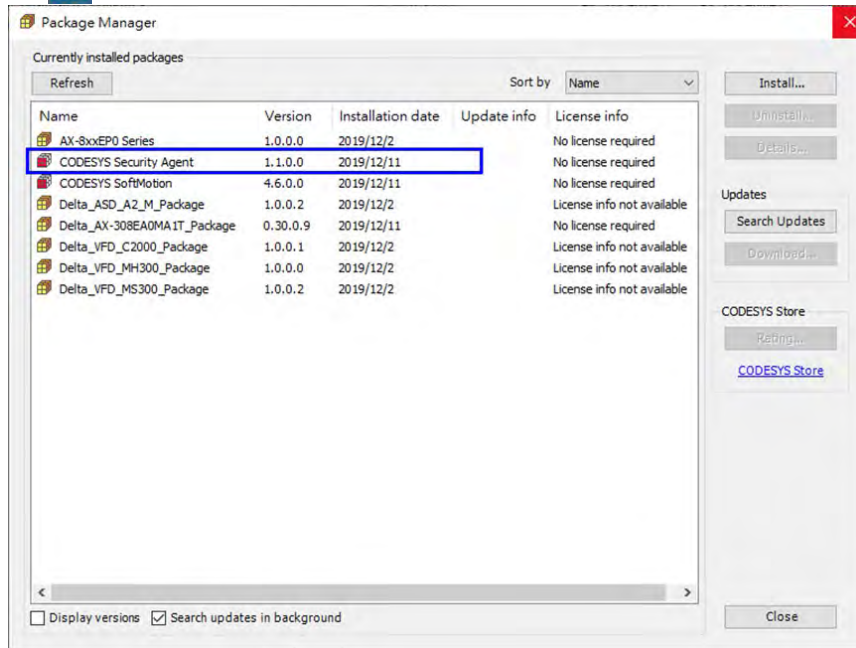 Package Manager
Currently installed packages
Refresh
Sort by Name
Install...
Name Version Installation date Update info License info
Uninstall...
AX-8xxEP0 Series 1.0.0.0 2019/12/2 No license required
Details...
CODESYS Security Agent 1.1.0.0 2019/12/11 No license required
CODESYS SoftMotion 4.6.0.0 2019/12/11 No license required
Updates
Delta_ASD_A2_M_Package 1.0.0.2 2019/12/2 License info not available
Delta_AX-308EA0MA1T_Package 0.30.0.9 2019/12/11 No license required
Search Updates
Delta_VFD_C2000_Package 1.0.0.1 2019/12/2 License info not available
Download...
Delta_VFD_MH300_Package 1.0.0.0 2019/12/2 License info not available
Delta_VFD_MS300_Package 1.0.0.2 2019/12/2 License info not available
CODESYS Store
Rating...
CODESYS Store
Display versions Search updates in background
Close